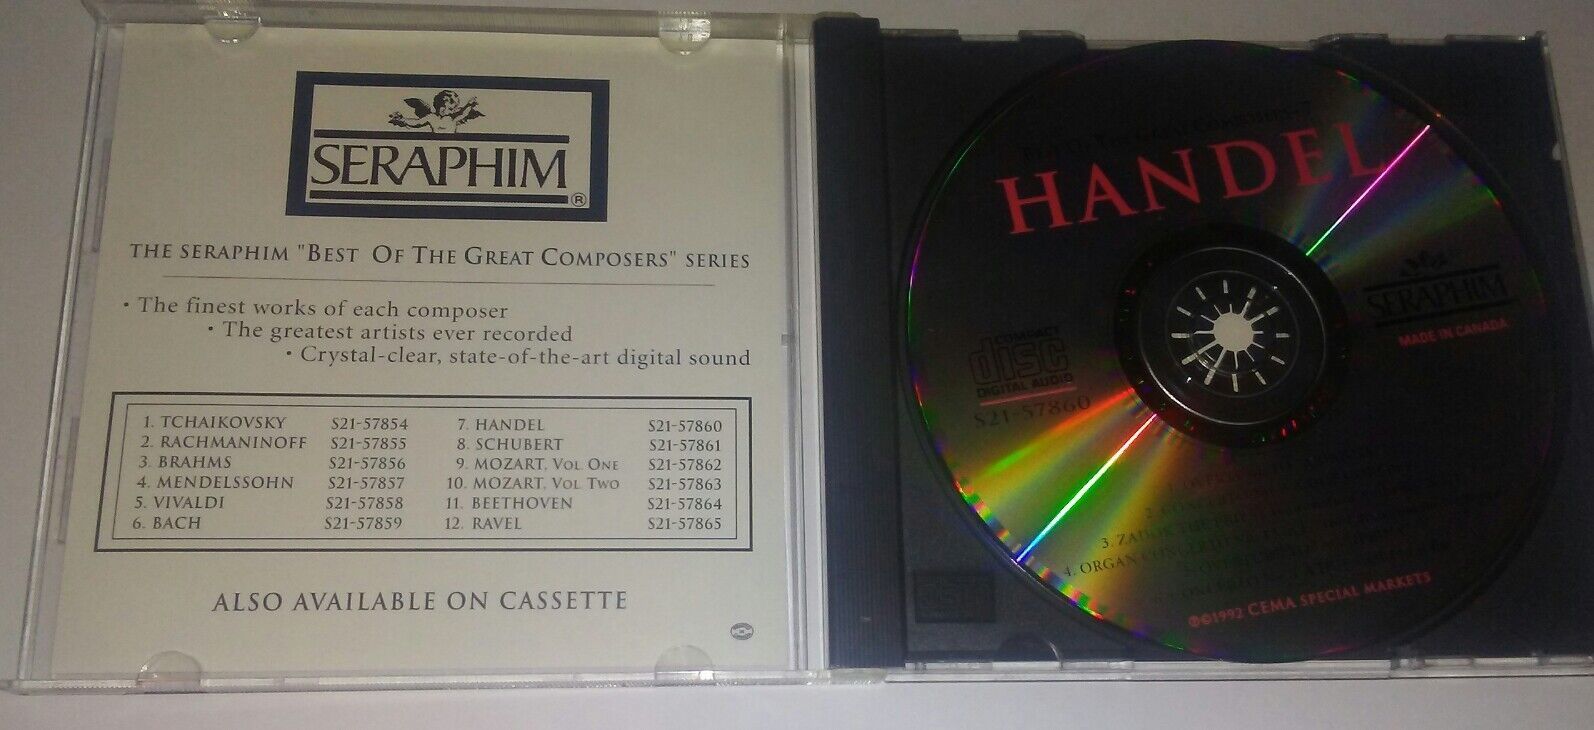 SERAPHIM
®
THE SERAPHIM "BEST OF THE GREAT COMPOSERS" SERIES
• The finest works of each composer
• The greatest artists ever recorded
• Crystal-clear, state-of-the-art digital sound
1. TCHAIKOVSKY S21-57854
2. RACHMANINOFF S21-57855
3. BRAHMS S21-57856
4. MENDELSSOHN S21-57857
5. VIVALDI S21-57858
6. BACH S21-57859
7. HANDEL S21-57860
8. SCHUBERT S21-57861
9. MOZART, VOL ONE S21-57862
10. MOZART, VOL TWO S21-57863
11. BEETHOVEN S21-57864
12. RAVEL S21-57865
ALSO AVAILABLE ON CASSETTE
HANDEL
SERAPHIM
MADE IN CANADA
COMPACT
disc
DIGITAL AUDIO
S21-57860
3. ZADOK
4. ORGAN CONCERTO
℗©1992 CEMA SPECIAL MARKETS